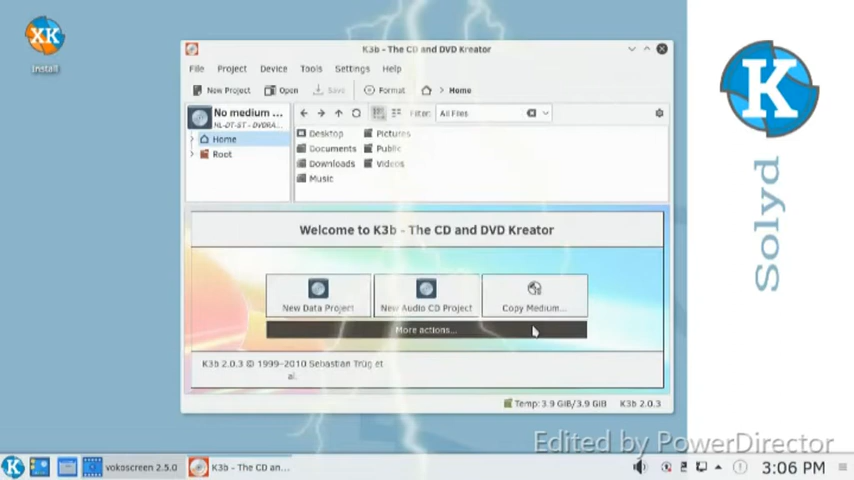 XK
Install
K3b - The CD and DVD Kreator
File Project Device Tools Settings Help
New Project Open Save Format Home
No medium ...
HL-DT-ST - DVDRA...
Filter: All Files
Home
Root
Desktop
Pictures
Documents
Public
Downloads
Videos
Music
Welcome to K3b - The CD and DVD Kreator
New Data Project
New Audio CD Project
Copy Medium...
More actions...
K3b 2.0.3 © 1999–2010 Sebastian Trüg et
al.
Temp: 3.9 GiB/3.9 GiB K3b 2.0.3
K
Solyd
Edited by PowerDirector
vokoscreen 2.5.0
K3b - The CD an...
3:06 PM